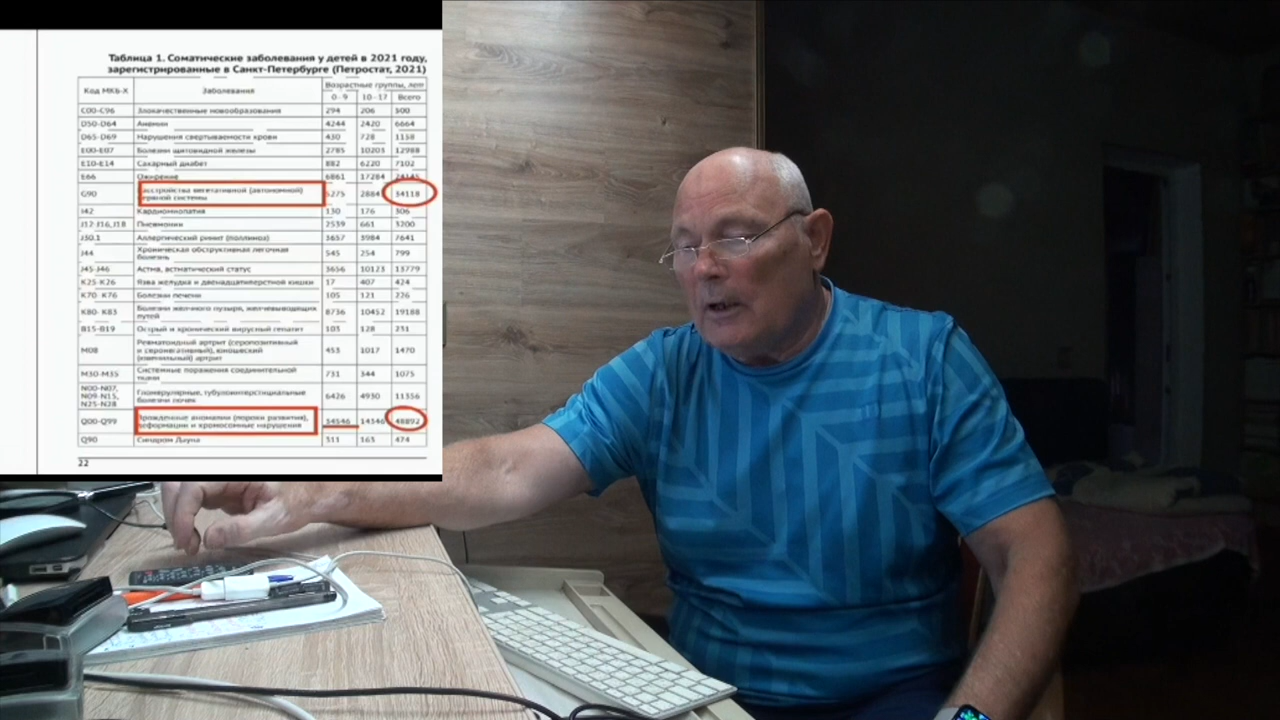 Таблица 1. Соматические заболевания у детей в 2021 году,
зарегистрированные в Санкт-Петербурге (Петростат, 2021)
Код МКБ-X Заболевания Возрастные группы, лет
0-9 10-17 Всего
C00-C96 Злокачественные новообразования 294 206 500
D50-D64 Анемии 4244 2420 6664
D65-D69 Нарушения свертываемости крови 430 728 1158
E00-E07 Болезни щитовидной железы 2785 10203 12988
E10-E14 Сахарный диабет 882 6220 7102
E66 Ожирение 6861 17284 24145
G90 Расстройства вегетативной (автономной)
нервной системы 5275 34118
I42 Кардиомиопатия 130 176 306
J12-J16,J18 Пневмонии 2539 661 3200
J30.1 Аллергический ринит (поллиноз) 3657 3984 7641
J44 Хроническая обструктивная легочная
болезнь 545 254 799
J45-J46 Астма, астматический статус 3656 10123 13779
K25-K26 Язва желудка и двенадцатиперстной кишки 17 407 424
K70-K76 Болезни печени 105 121 226
K80-K83 Болезни желчного пузыря, желчевыводящих
путей 8736 10452 19188
B15-B19 Острый и хронический вирусный гепатит 103 128 231
M08 Ревматоидный артрит (серопозитивный
и серонегативный), юношеский
(ювенильный) артрит 453 1017 1470
M30-M35 Системные поражения соединительной
ткани 731 344 1075
N00-N07,
N09-N15,
N25-N28 Гломерулярные, тубулоинтерстициальные
болезни почек 6426 4930 11356
Q00-Q99 Врожденные аномалии (пороки развития),
деформации и хромосомные нарушения 34546 14346 48892
Q90 Синдром Дауна 311 163 474
22